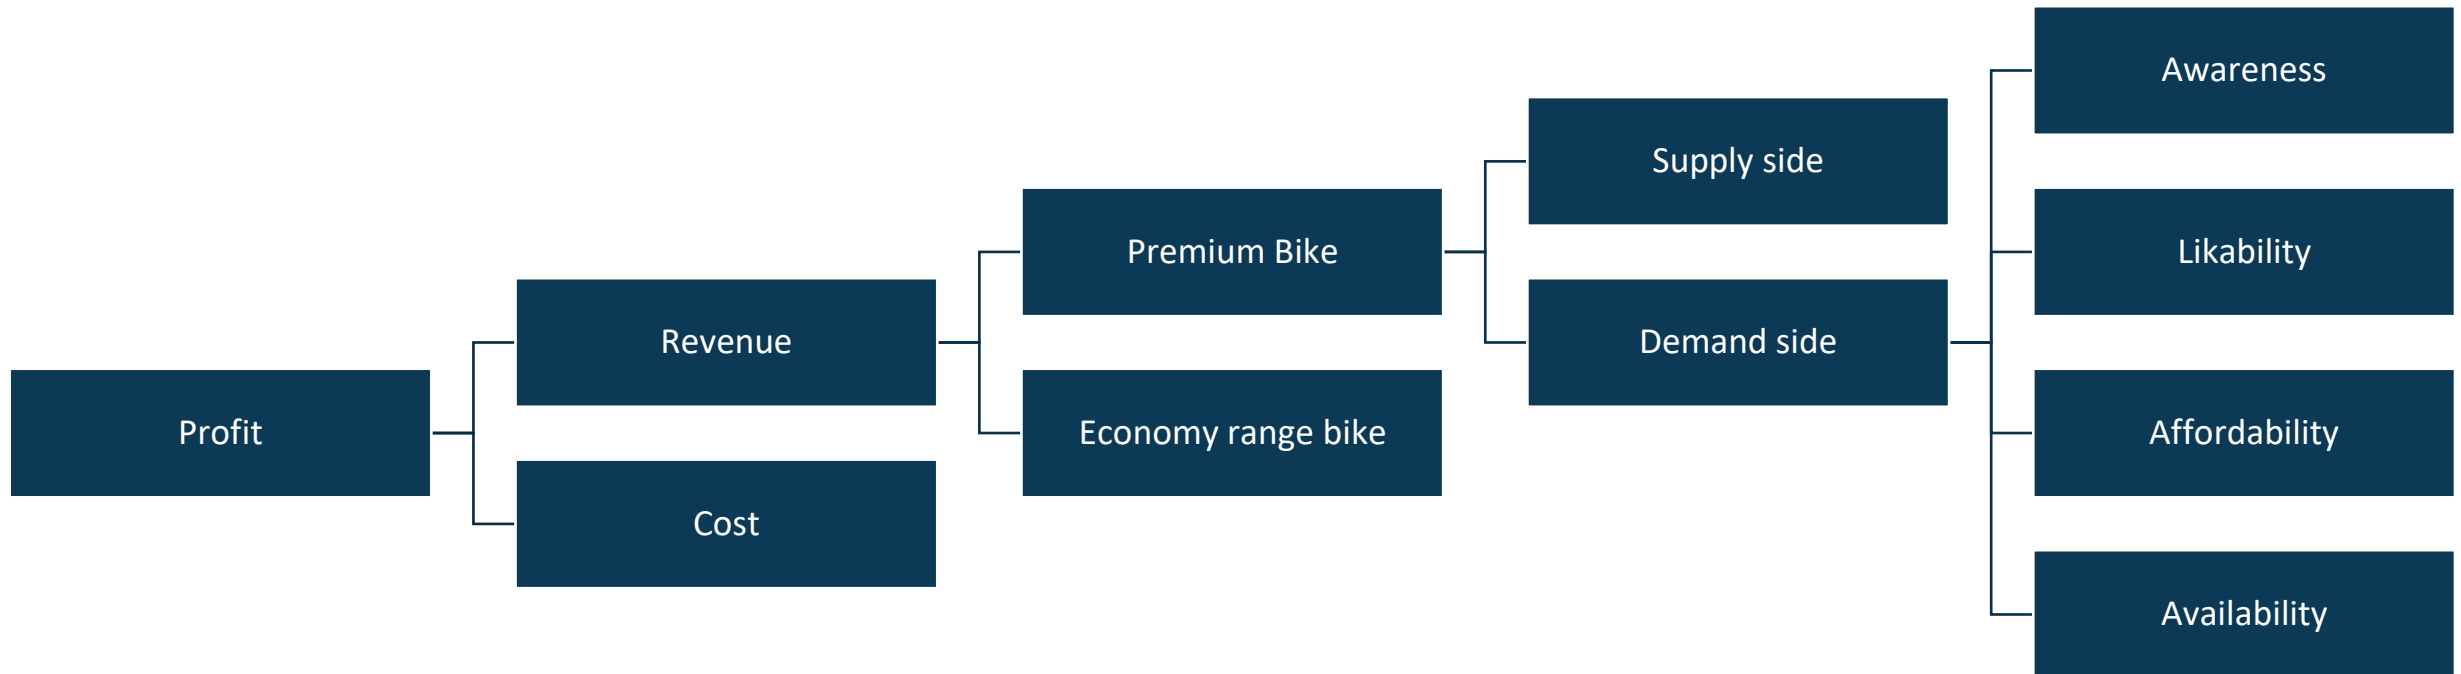 Profit
Revenue
Cost
Premium Bike
Economy range bike
Supply side
Demand side
Awareness
Likability
Affordability
Availability